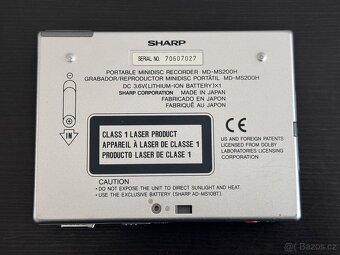 SHARP
SERIAL NO. 70607027
PORTABLE MINIDISC RECORDER MD-MS200H
GRABADOR/REPRODUCTOR MINIDISC PORTÁTIL MD-MS200H
DC 3.6V(LITHIUM-ION BATTERY)×1
SHARP CORPORATION MADE IN JAPAN
FABRICADO EN JAPON
FABRIQUÉ AU JAPON
IN
CLASS 1 LASER PRODUCT
APPAREIL À LASER DE CLASSE 1
PRODUCTO LASER DE CLASE 1
CE
US AND FOREIGN PATENTS
LICENSED FROM DOLBY
LABORATORIES LICENSING
CORPORATION
CAUTION
• DO NOT EXPOSE THE UNIT TO DIRECT SUNLIGHT AND HEAT.
• USE THE EXCLUSIVE BATTERY (SHARP AD-MS10BT).
Bazoš.cz